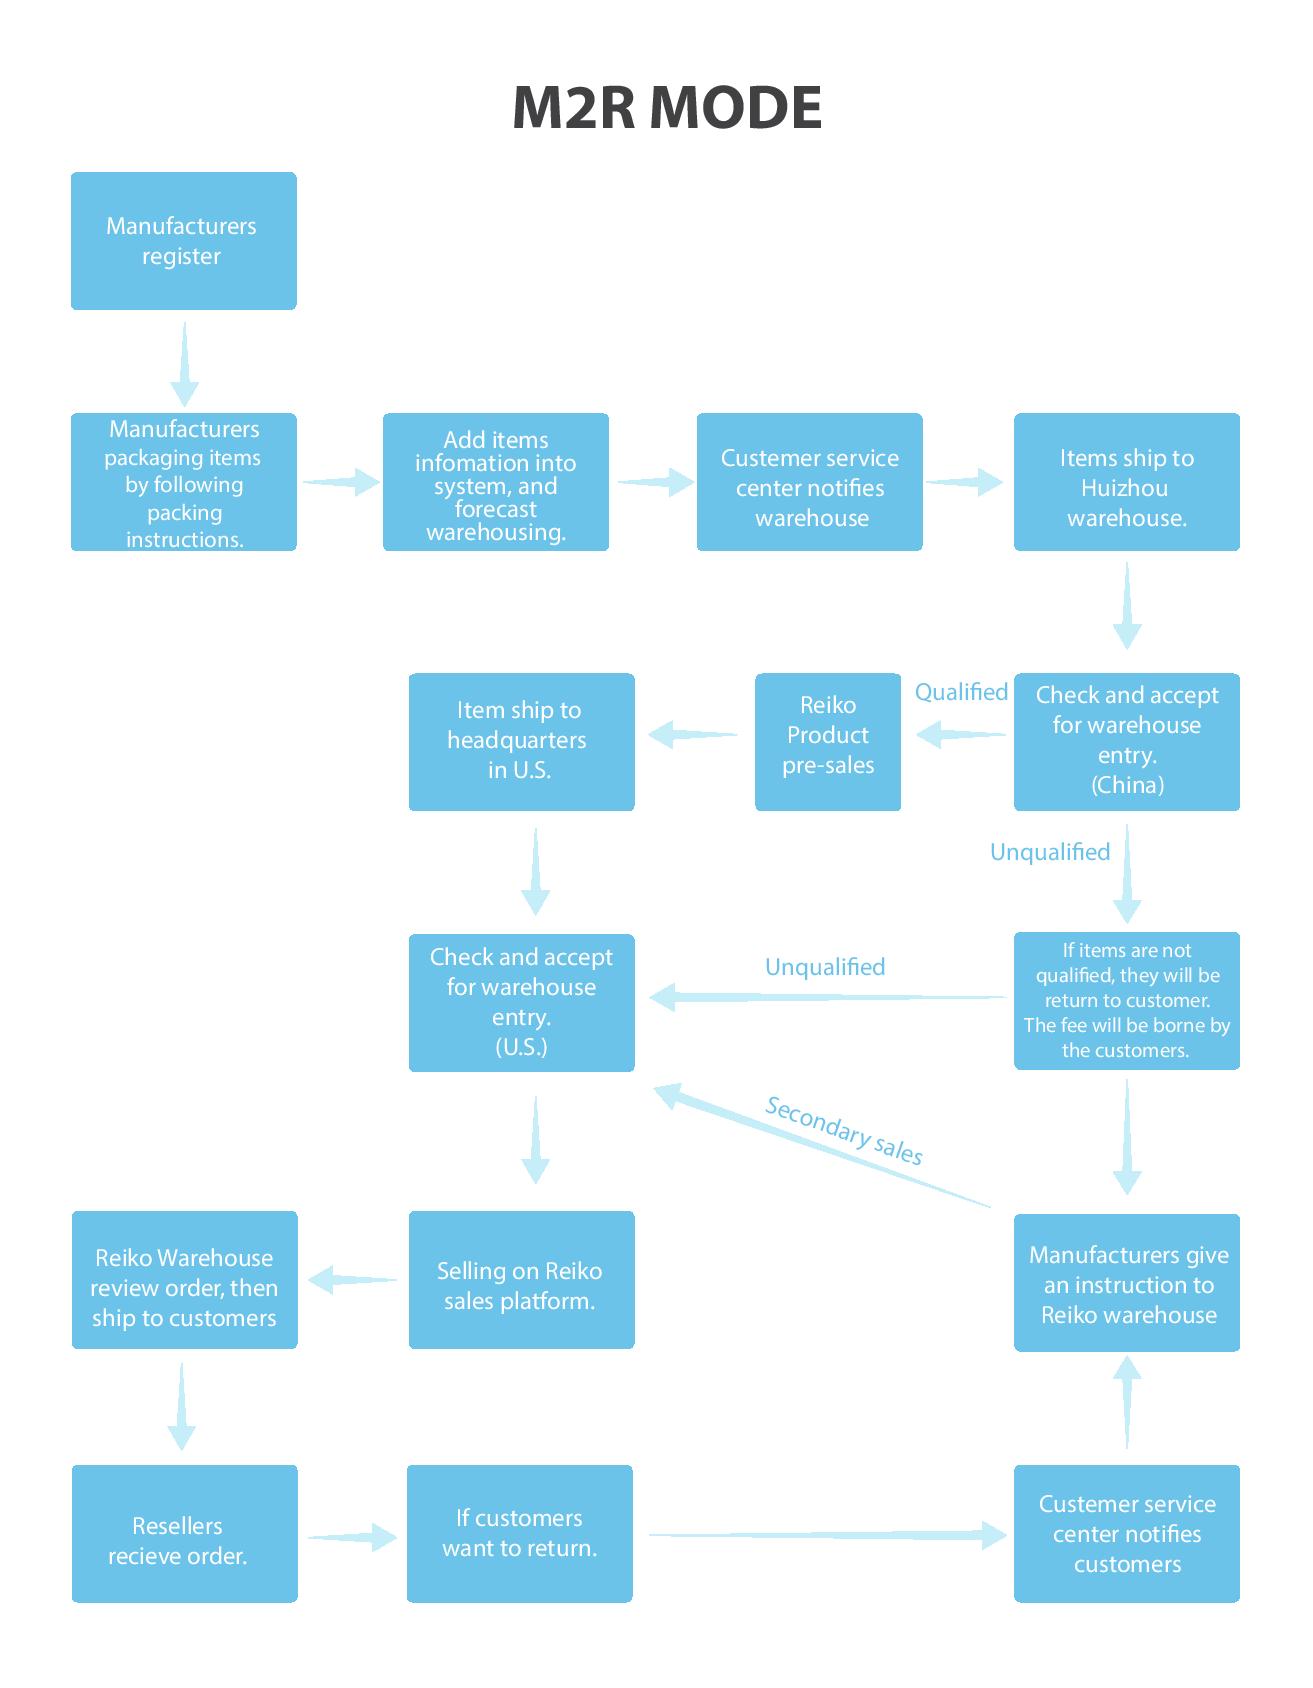 M2R MODE
Manufacturers
register
Manufacturers
packaging items
by following
packing
instructions.
Add items
infomation into
system, and
forecast
warehousing.
Custemer service
center notifies
warehouse
Items ship to
Huizhou
warehouse.
Item ship to
headquarters
in U.S.
Reiko
Product
pre-sales
Qualified
Check and accept
for warehouse
entry.
(China)
Unqualified
Check and accept
for warehouse
entry.
(U.S.)
Unqualified
If items are not
qualified, they will be
return to customer.
The fee will be borne by
the customers.
Secondary sales
Reiko Warehouse
review order, then
ship to customers
Selling on Reiko
sales platform.
Manufacturers give
an instruction to
Reiko warehouse
Resellers
recieve order.
If customers
want to return.
Custemer service
center notifies
customers